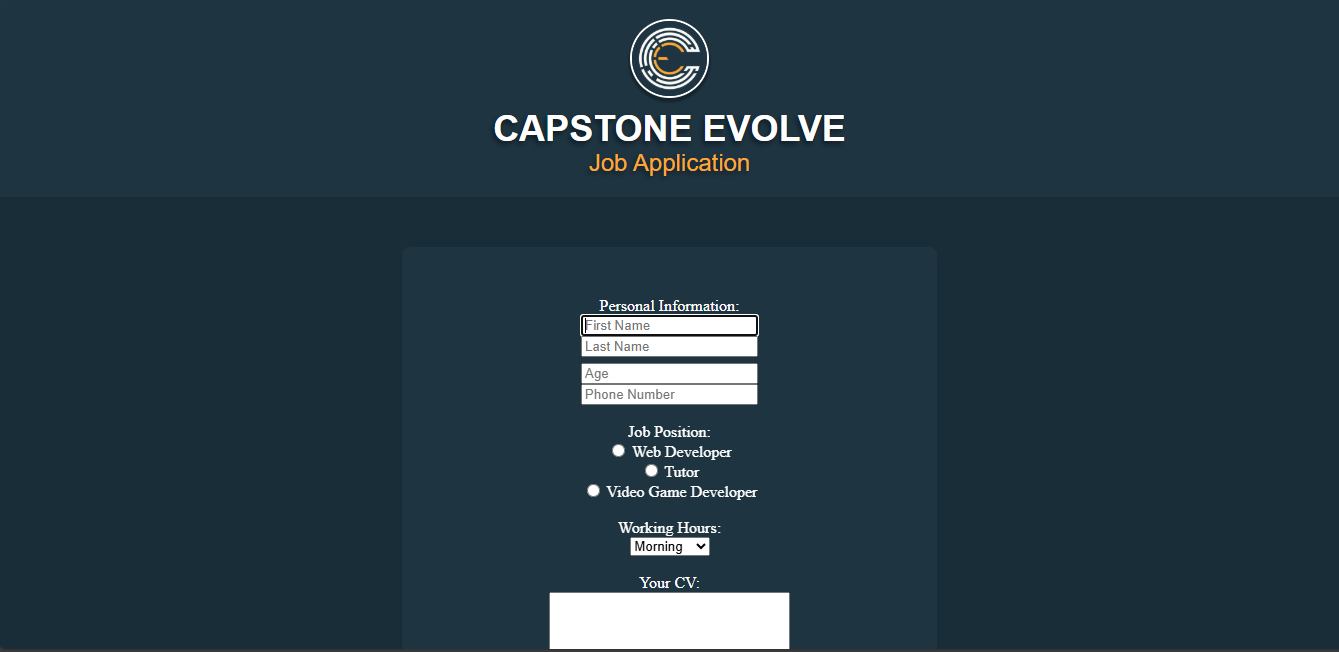 CAPSTONE EVOLVE
Job Application
Personal Information:
First Name
Last Name
Age
Phone Number
Job Position:
Web Developer
Tutor
Video Game Developer
Working Hours:
Morning
Your CV: